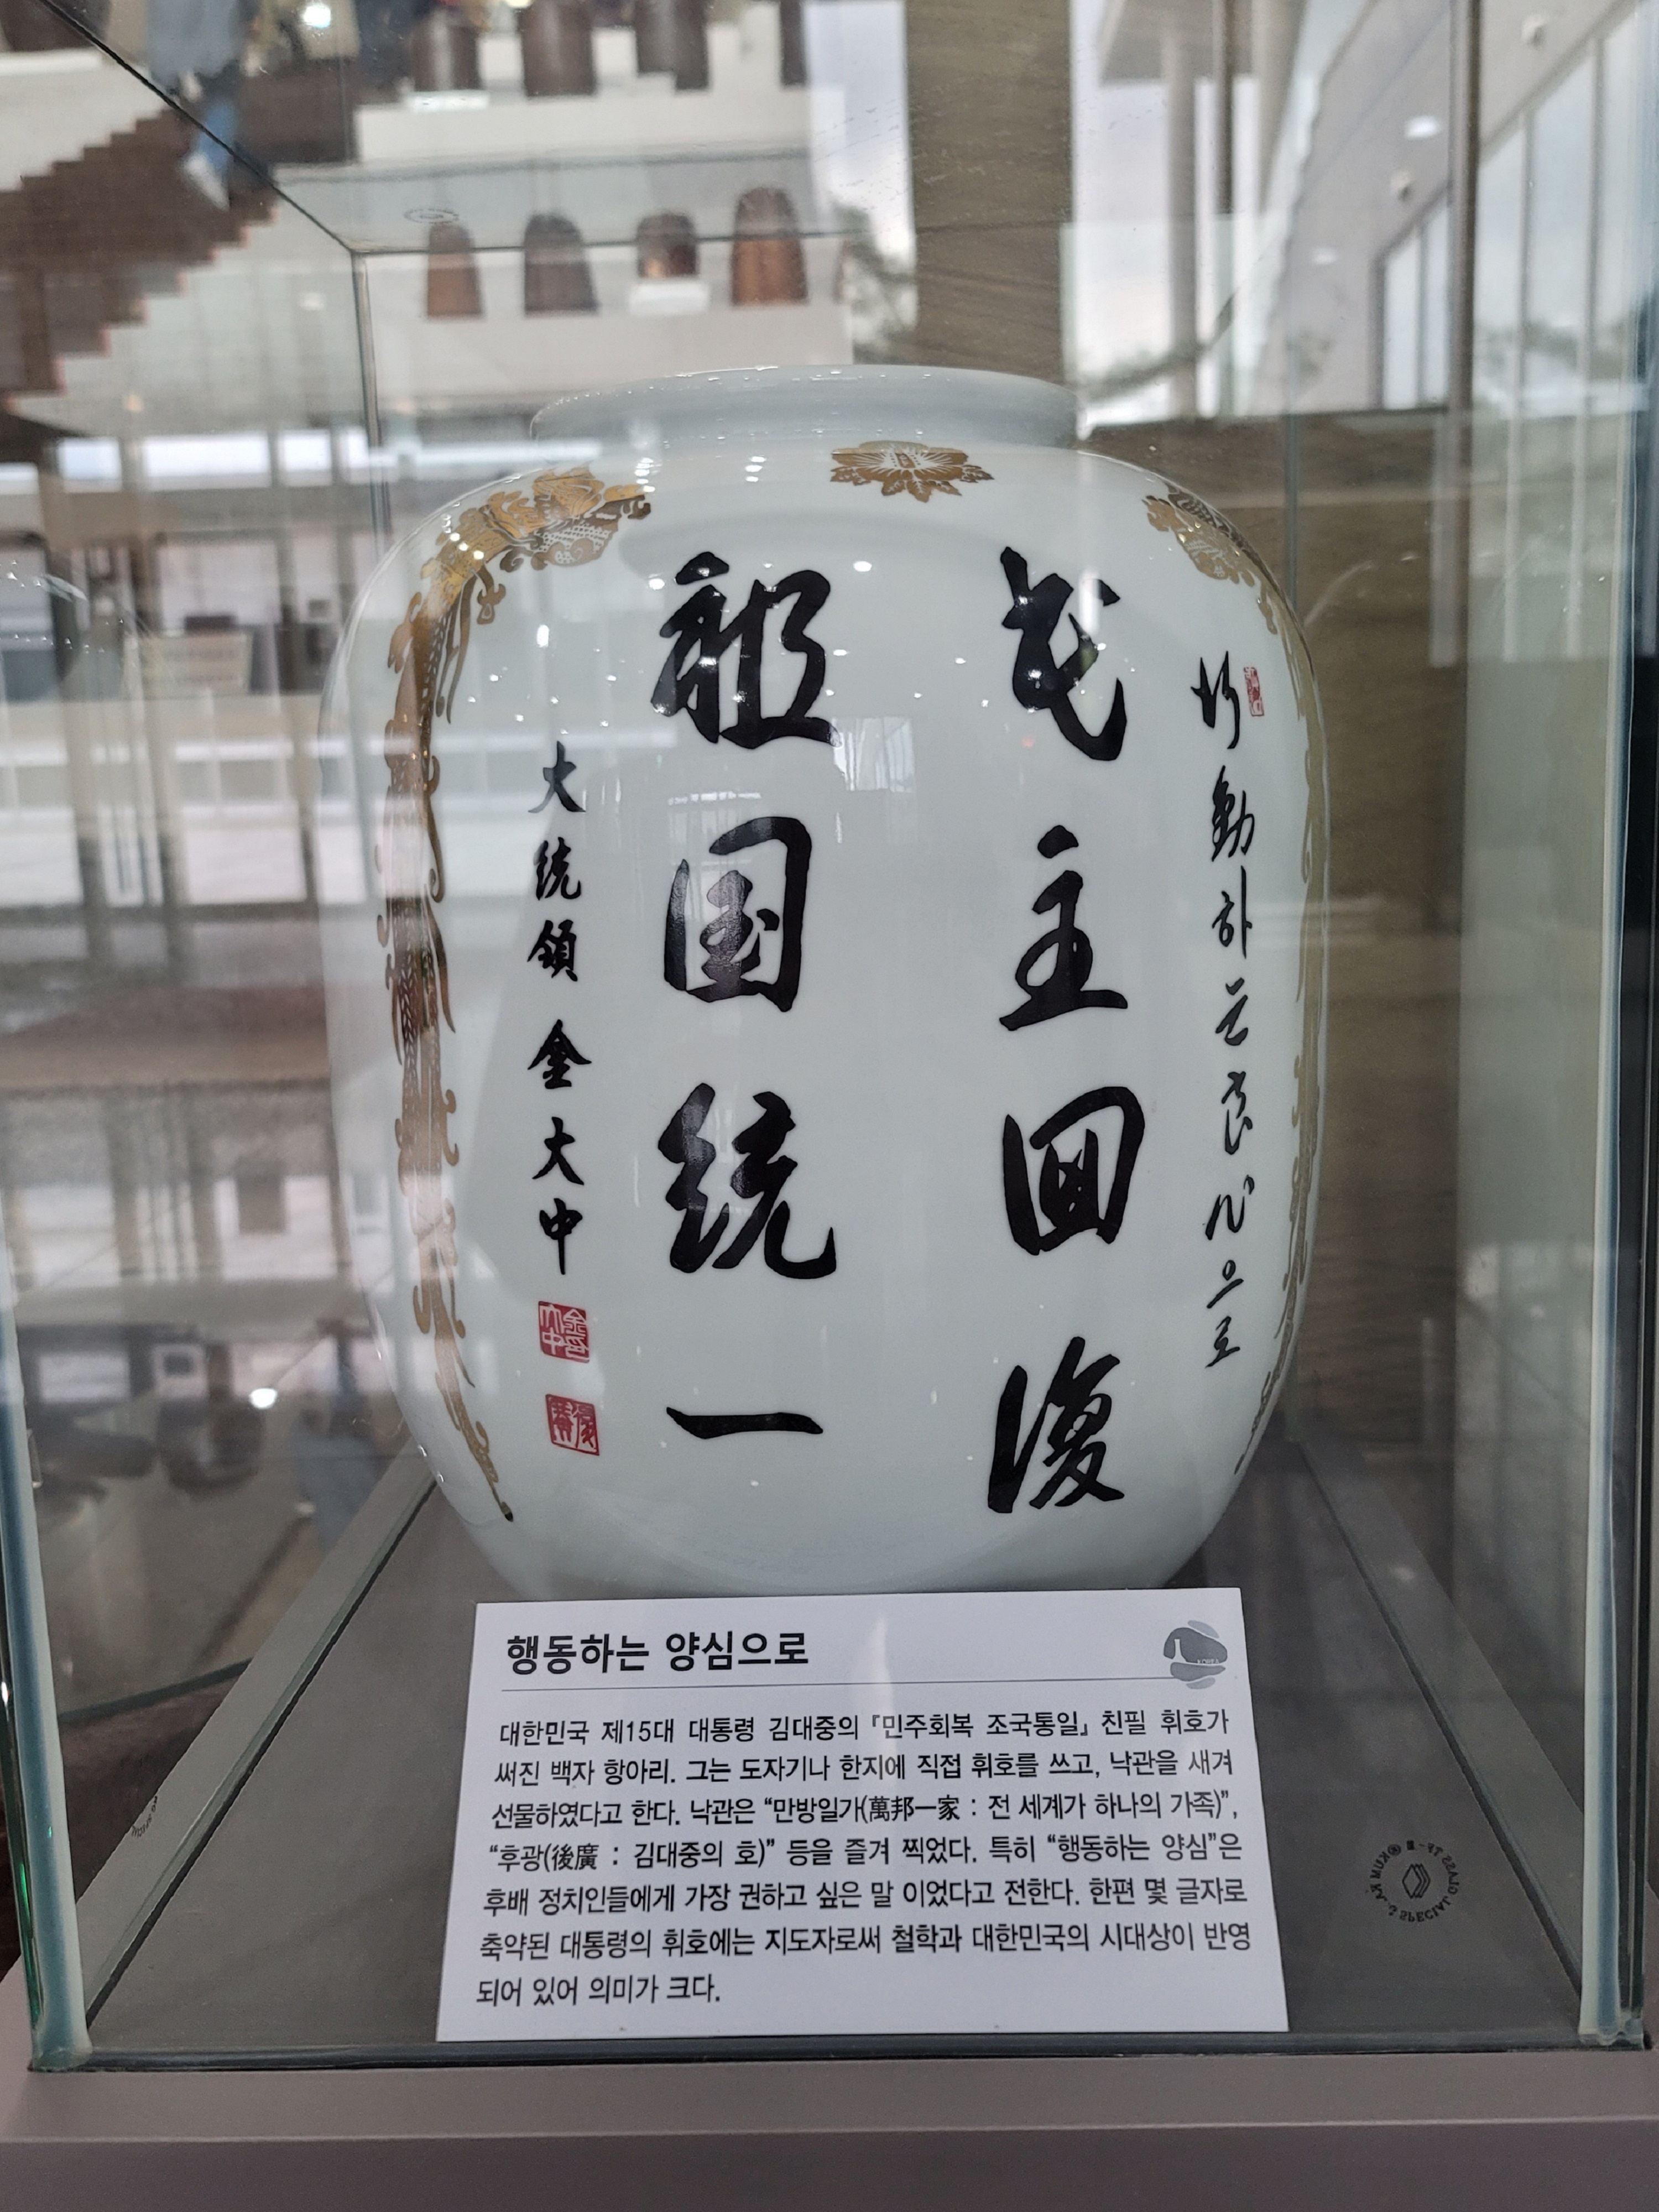 行動하는良心으로
民主回復
祖国統一
大統領 金大中
행동하는 양심으로
KOREA
대한민국 제15대 대통령 김대중의 『민주회복 조국통일』 친필 휘호가
써진 백자 항아리. 그는 도자기나 한지에 직접 휘호를 쓰고, 낙관을 새겨
선물하였다고 한다. 낙관은 “만방일가(萬邦一家 : 전 세계가 하나의 가족)”,
“후광(後廣 : 김대중의 호)” 등을 즐겨 찍었다. 특히 “행동하는 양심”은
후배 정치인들에게 가장 권하고 싶은 말 이었다고 전한다. 한편 몇 글자로
축약된 대통령의 휘호에는 지도자로써 철학과 대한민국의 시대상이 반영
되어 있어 의미가 크다.